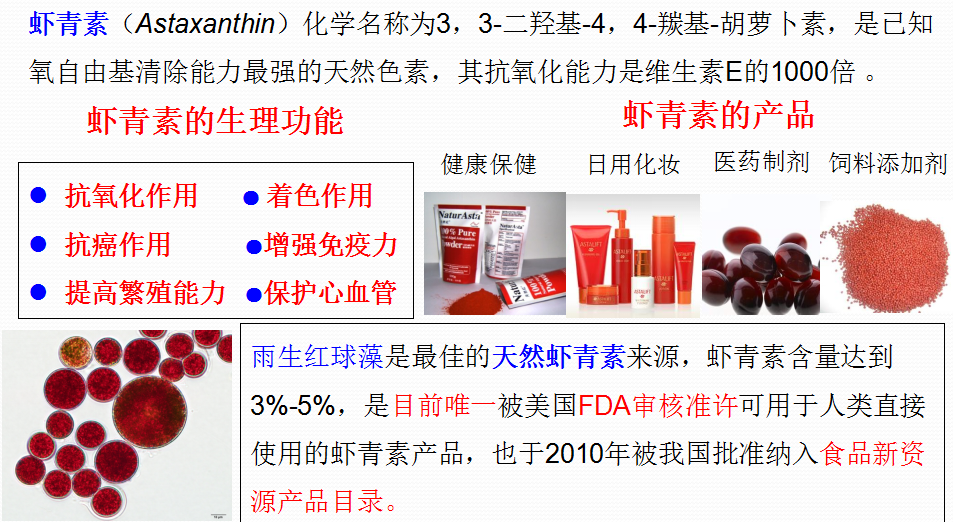 虾青素（Astaxanthin）化学名称为3，3-二羟基-4，4-羰基-胡萝卜素，是已知
氧自由基清除能力最强的天然色素，其抗氧化能力是维生素E的1000倍 。
虾青素的生理功能
虾青素的产品
健康保健
日用化妆
医药制剂
饲料添加剂
● 抗氧化作用
● 着色作用
● 抗癌作用
●增强免疫力
● 提高繁殖能力
●保护心血管
NaturAsta
100% Pure
NaturAsta
NaturAsta
ASTALIFT
ASTALIFT
ASTALIFT
雨生红球藻是最佳的天然虾青素来源，虾青素含量达到
3%-5%，是目前唯一被美国FDA审核准许可用于人类直接
使用的虾青素产品，也于2010年被我国批准纳入食品新资
源产品目录。